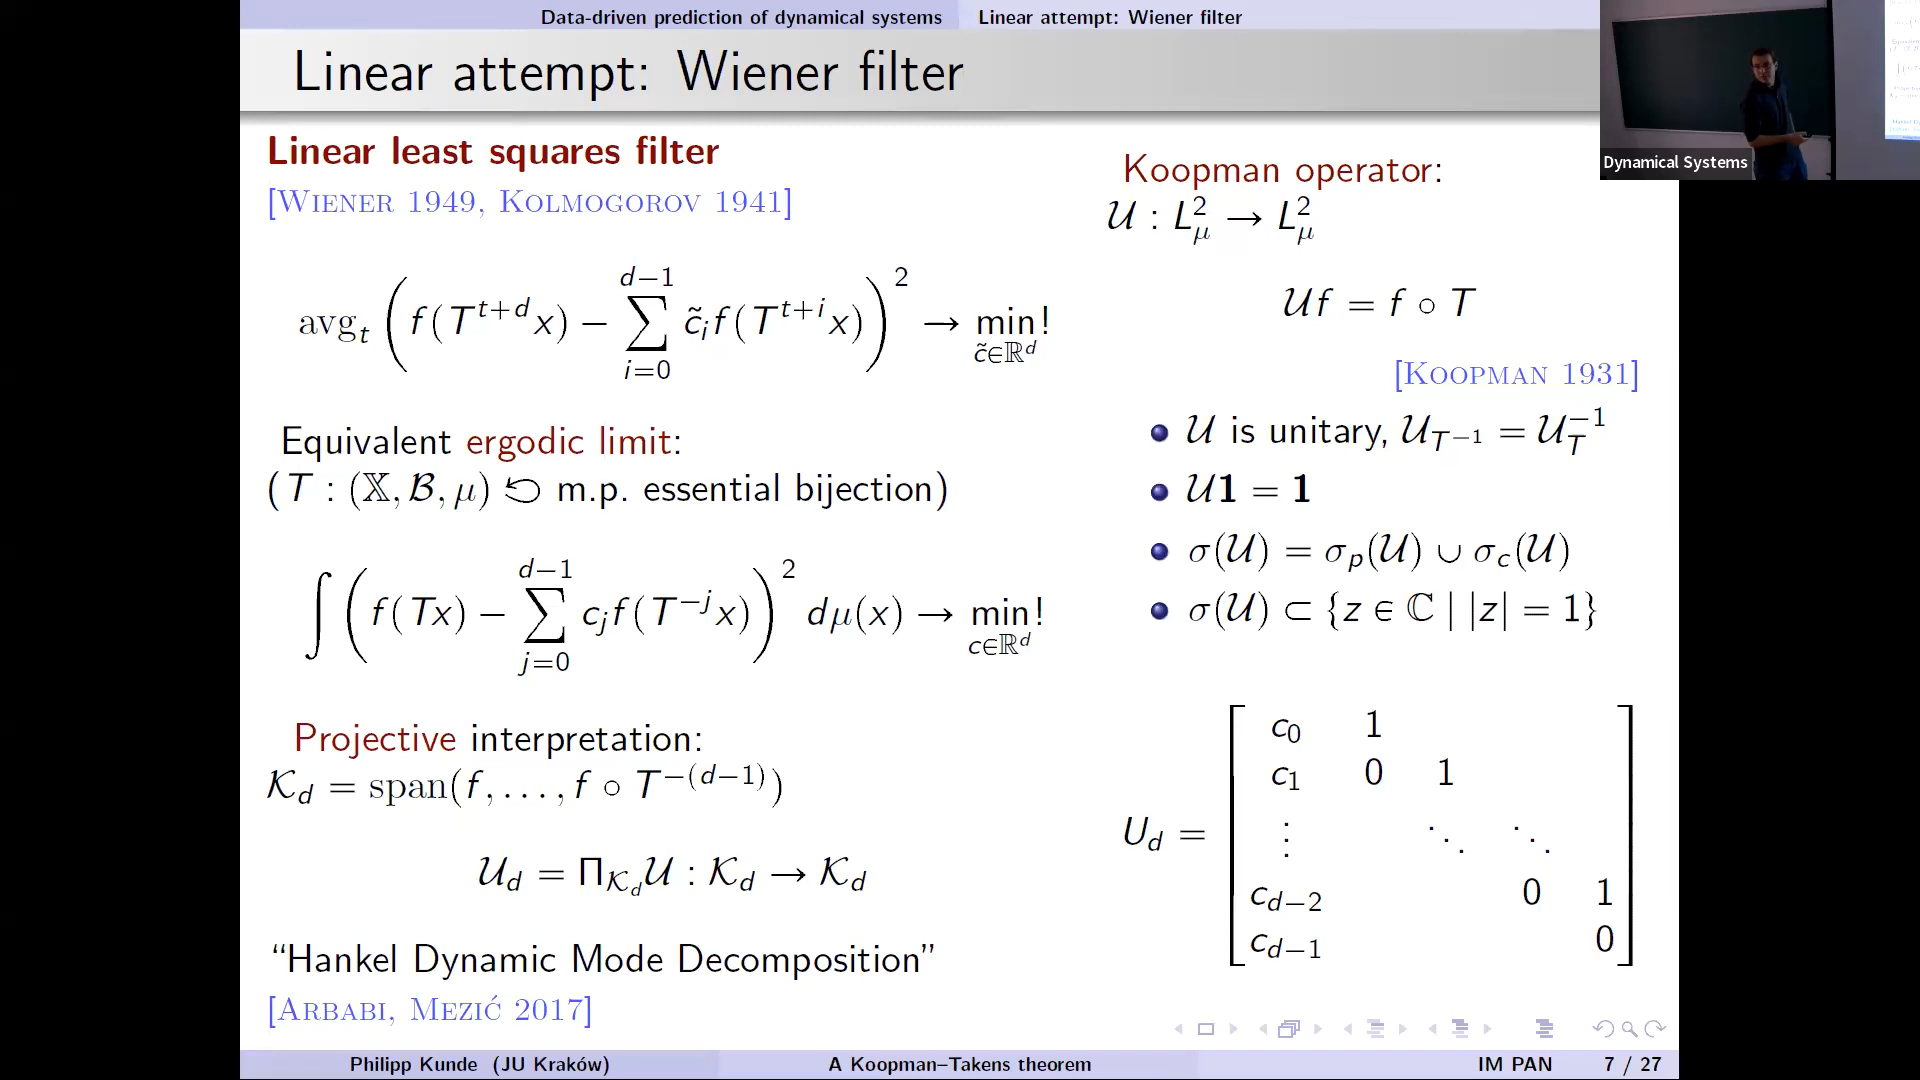 Data-driven prediction of dynamical systems Linear attempt: Wiener filter
Linear attempt: Wiener filter
Linear least squares filter
[Wiener 1949, Kolmogorov 1941]
avg_t ( f(T^{t+d}x) − ∑_{i=0}^{d−1} c̃_i f(T^{t+i}x) )^2 → min_{c̃∈ℝ^d}!
Equivalent ergodic limit:
(T : (𝕏, ℬ, μ) ↻ m.p. essential bijection)
∫ ( f(Tx) − ∑_{j=0}^{d−1} c_j f(T^{−j}x) )^2 dμ(x) → min_{c∈ℝ^d}!
Projective interpretation:
𝒦_d = span(f, …, f ∘ T^{−(d−1)})
𝒰_d = Π_{𝒦_d} 𝒰 : 𝒦_d → 𝒦_d
“Hankel Dynamic Mode Decomposition”
[Arbabi, Mezić 2017]
Koopman operator:
𝒰 : L^2_μ → L^2_μ
𝒰f = f ∘ T
[Koopman 1931]
• 𝒰 is unitary, 𝒰_{T^{−1}} = 𝒰_T^{−1}
• 𝒰𝟏 = 𝟏
• σ(𝒰) = σ_p(𝒰) ∪ σ_c(𝒰)
• σ(𝒰) ⊂ {z ∈ ℂ | |z| = 1}
c_0 1
c_1 0 1
U_d = ⋮ ⋱ ⋱
c_{d−2} 0 1
c_{d−1} 0
Philipp Kunde (JU Kraków) A Koopman–Takens theorem IM PAN 7 / 27
Dynamical Systems